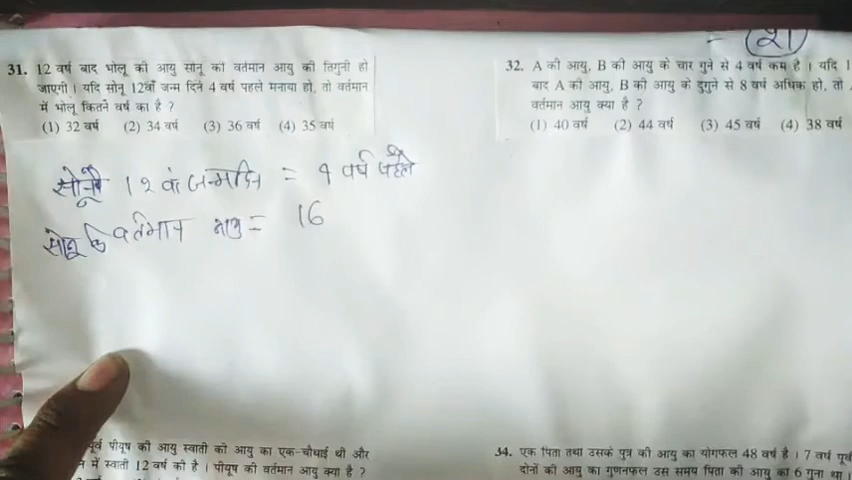 21
31. 12 वर्ष बाद भोलू की आयु सोनू की वर्तमान आयु की तिगुनी हो
जाएगी । यदि सोनू 12वाँ जन्म दिन 4 वर्ष पहले मनाया हो, तो वर्तमान
में भोलू कितने वर्ष का है ?
(1) 32 वर्ष (2) 34 वर्ष (3) 36 वर्ष (4) 35 वर्ष
12 वां जन्मदिन = 4 वर्ष पहले
सोनू कि वर्तमान आयु = 16
पूर्व पीयूष की आयु स्वाती की आयु का एक-चौथाई थी और
में स्वाती 12 वर्ष की है । पीयूष की वर्तमान आयु क्या है ?
32. A की आयु, B की आयु के चार गुने से 4 वर्ष कम है । यदि 1
बाद A की आयु, B की आयु के दुगुने से 8 वर्ष अधिक हो, तो
वर्तमान आयु क्या है ?
(1) 40 वर्ष (2) 44 वर्ष (3) 45 वर्ष (4) 38 वर्ष
34. एक पिता तथा उसके पुत्र की आयु का योगफल 48 वर्ष है । 7 वर्ष पूर्व
दोनों की आयु का गुणनफल उस समय पिता की आयु का 6 गुना था ।